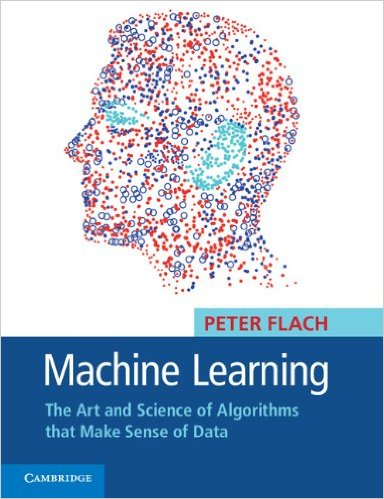 PETER FLACH
Machine Learning
The Art and Science of Algorithms
that Make Sense of Data
CAMBRIDGE